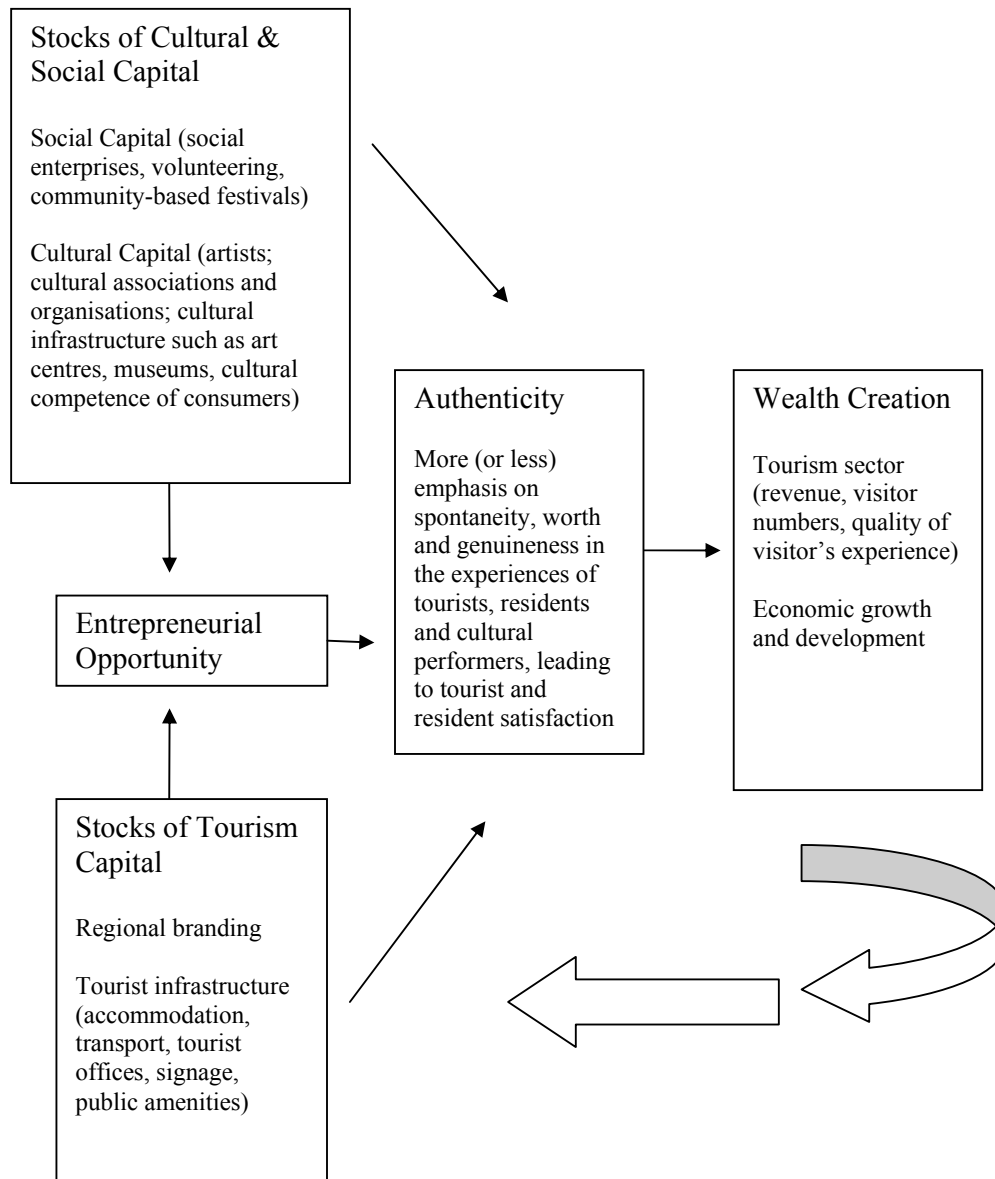 Stocks of Cultural &
Social Capital
Social Capital (social
enterprises, volunteering,
community-based festivals)
Cultural Capital (artists;
cultural associations and
organisations; cultural
infrastructure such as art
centres, museums, cultural
competence of consumers)
Entrepreneurial
Opportunity
Stocks of Tourism
Capital
Regional branding
Tourist infrastructure
(accommodation,
transport, tourist
offices, signage,
public amenities)
Authenticity
More (or less)
emphasis on
spontaneity, worth
and genuineness in
the experiences of
tourists, residents
and cultural
performers, leading
to tourist and
resident satisfaction
Wealth Creation
Tourism sector
(revenue, visitor
numbers, quality of
visitor’s experience)
Economic growth
and development